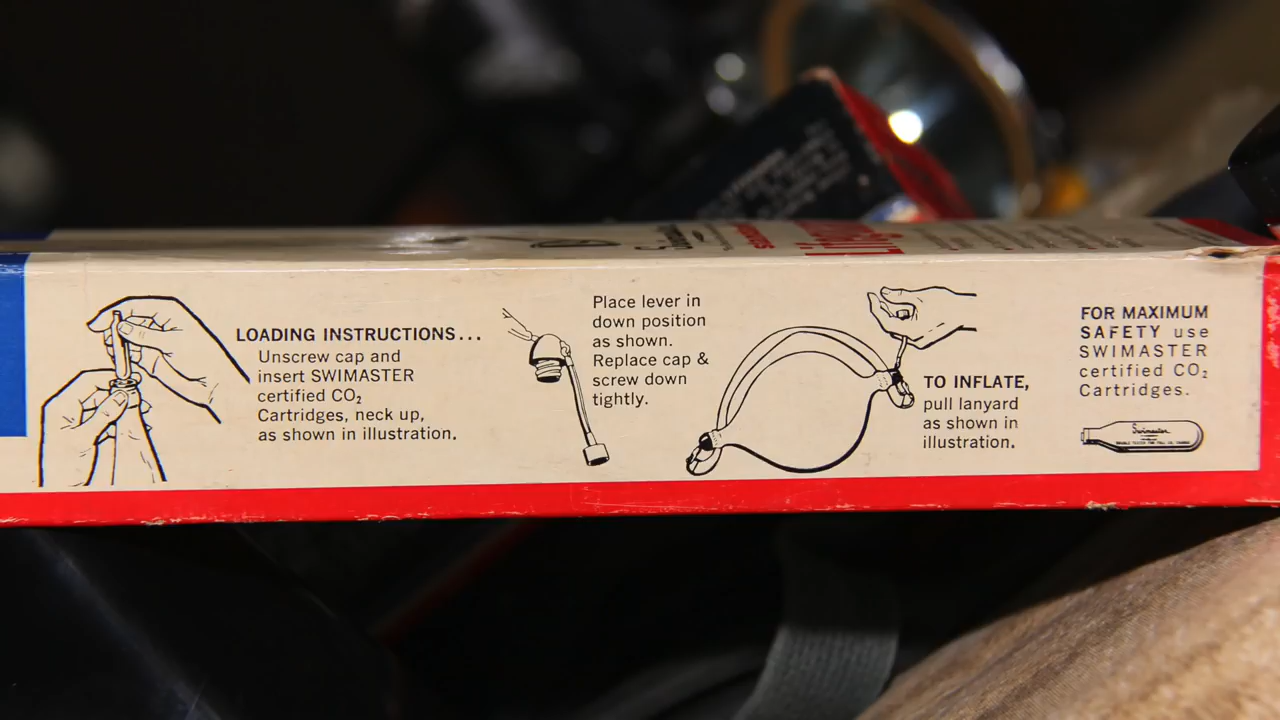 LOADING INSTRUCTIONS...
Unscrew cap and
insert SWIMASTER
certified CO₂
Cartridges, neck up,
as shown in illustration.
Place lever in
down position
as shown.
Replace cap &
screw down
tightly.
TO INFLATE,
pull lanyard
as shown in
illustration.
FOR MAXIMUM
SAFETY use
SWIMASTER
certified CO₂
Cartridges.
Swimaster